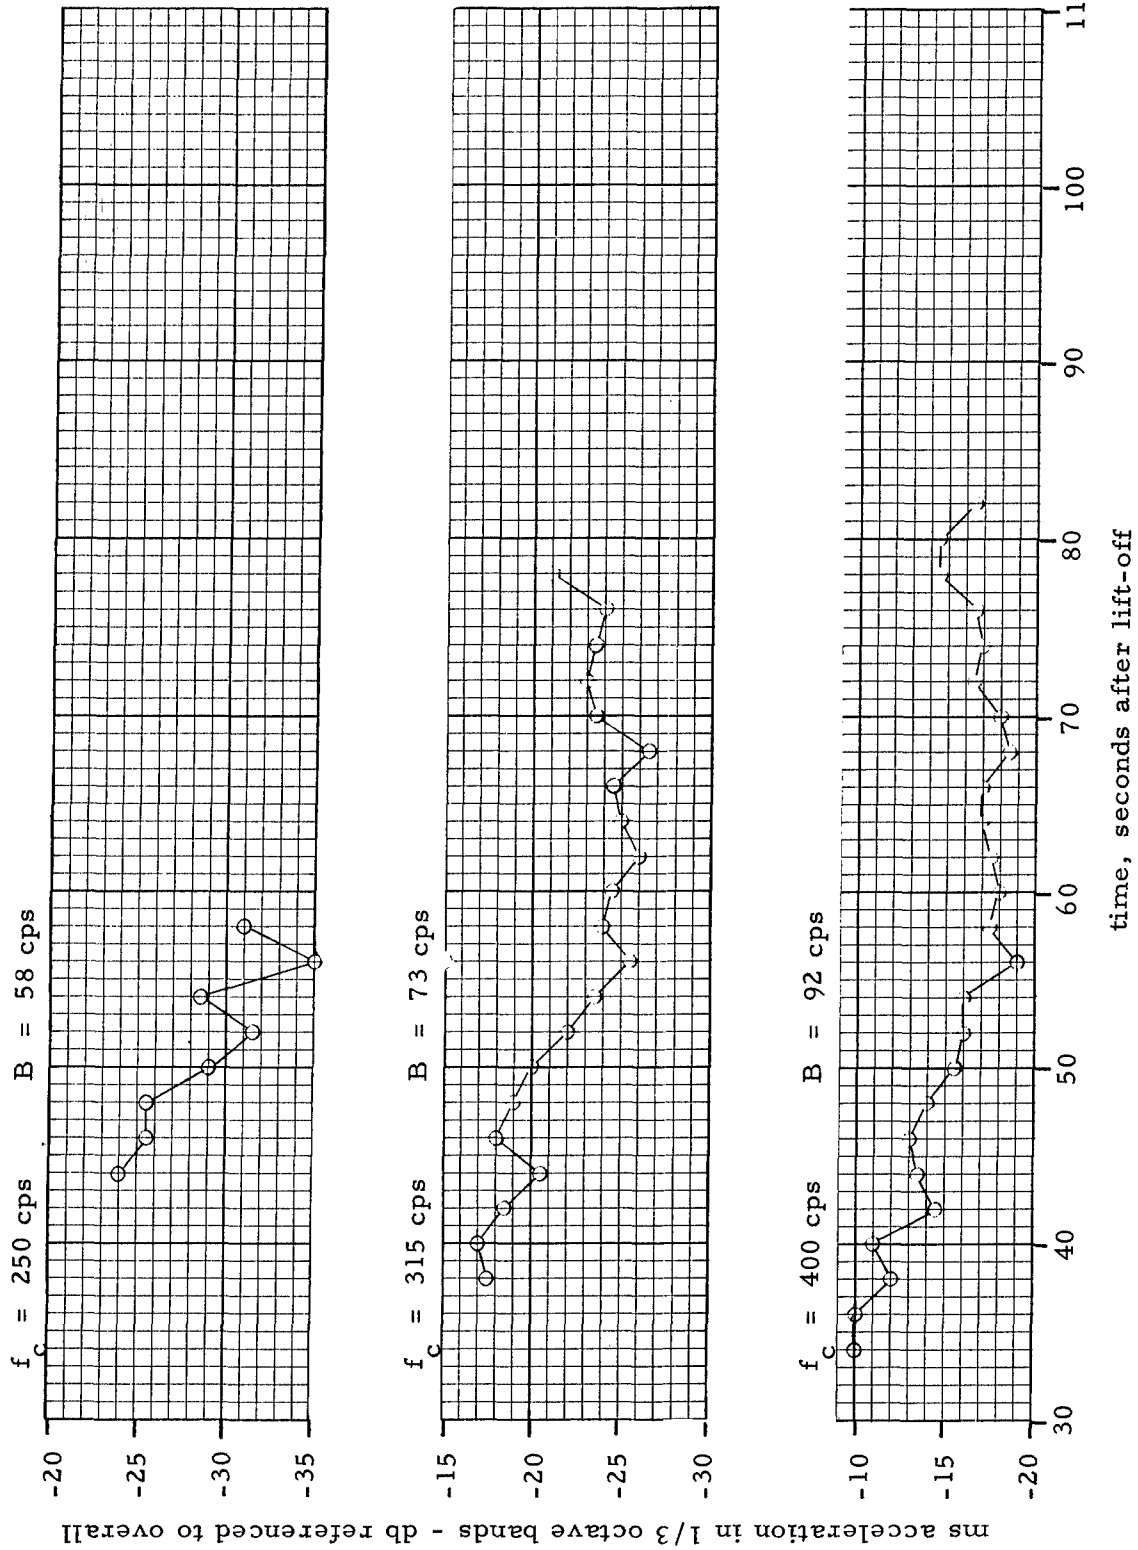 f_c = 250 cps B = 58 cps
-20
-25
-30
-35
f_c = 315 cps B = 73 cps
-15
-20
-25
-30
f_c = 400 cps B = 92 cps
-10
-15
-20
30 40 50 60 70 80 90 100 11
time, seconds after lift-off
ms acceleration in 1/3 octave bands - db referenced to overall